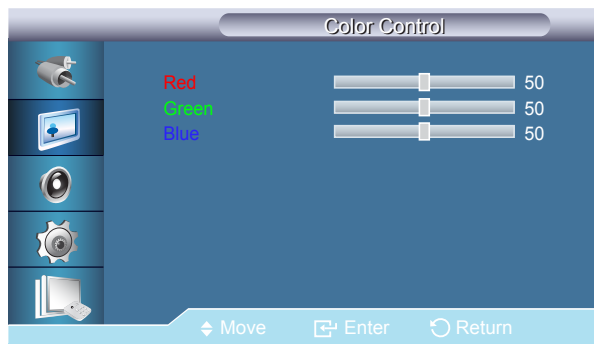 Color Control
Red 50
Green 50
Blue 50
Move Enter Return